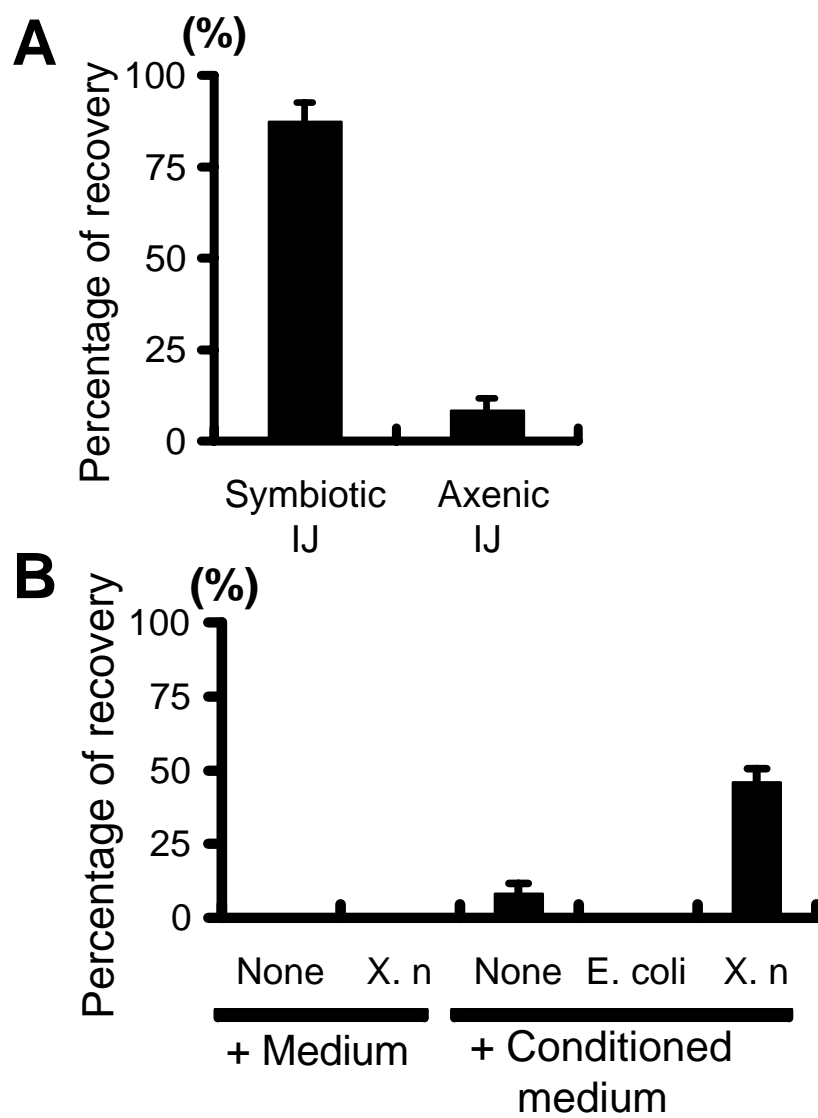 A
(%)
Percentage of recovery
100
75
50
25
0
Symbiotic IJ
Axenic IJ
B
(%)
Percentage of recovery
100
75
50
25
0
None X. n None E. coli X. n
+ Medium
+ Conditioned
medium